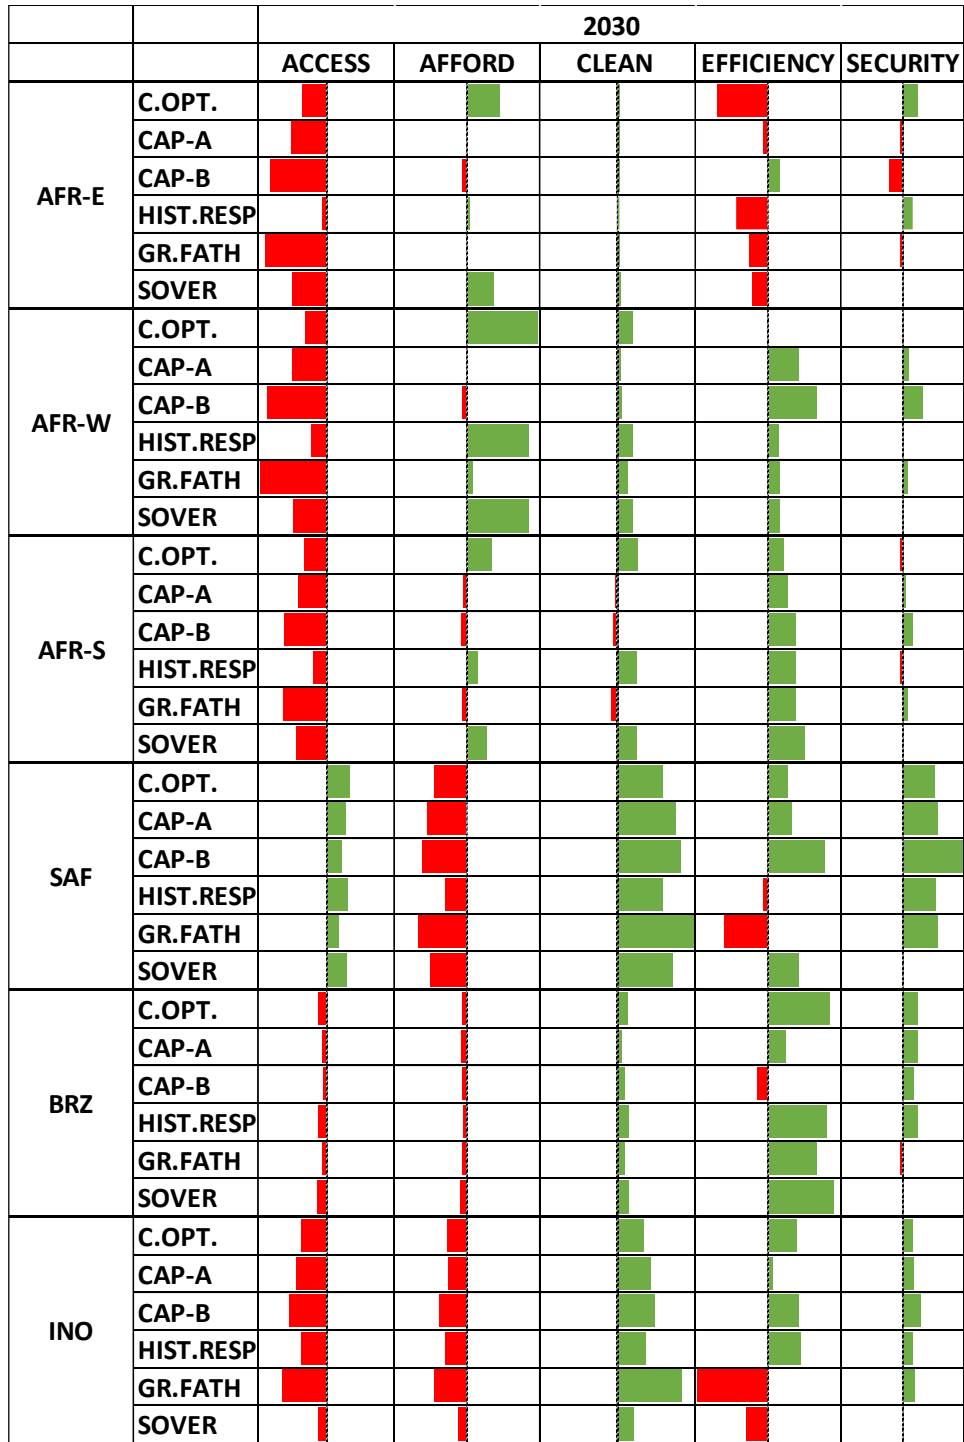 2030
ACCESS AFFORD CLEAN EFFICIENCY SECURITY
AFR-E
C.OPT.
CAP-A
CAP-B
HIST.RESP
GR.FATH
SOVER
AFR-W
C.OPT.
CAP-A
CAP-B
HIST.RESP
GR.FATH
SOVER
AFR-S
C.OPT.
CAP-A
CAP-B
HIST.RESP
GR.FATH
SOVER
SAF
C.OPT.
CAP-A
CAP-B
HIST.RESP
GR.FATH
SOVER
BRZ
C.OPT.
CAP-A
CAP-B
HIST.RESP
GR.FATH
SOVER
INO
C.OPT.
CAP-A
CAP-B
HIST.RESP
GR.FATH
SOVER